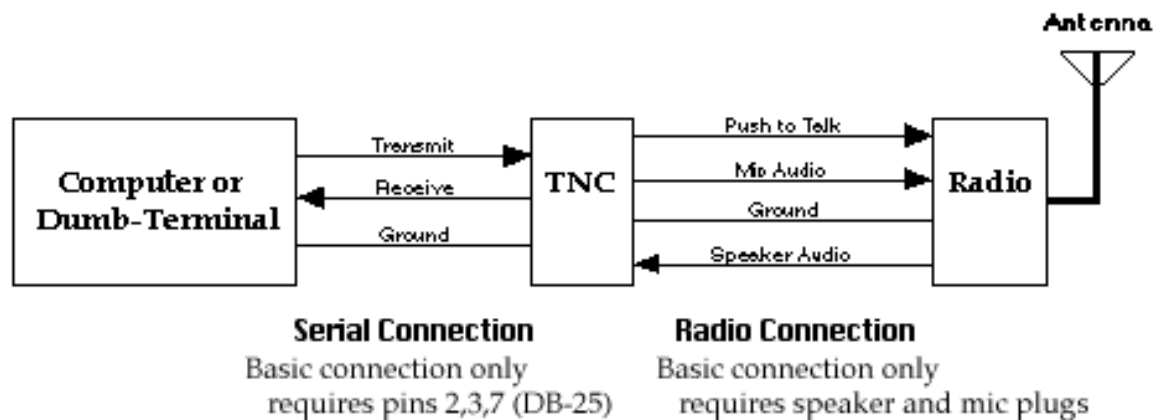 Antenna
Computer or
Dumb-Terminal
Transmit
Receive
Ground
TNC
Push to Talk
Mic Audio
Ground
Speaker Audio
Radio
Serial Connection
Basic connection only
requires pins 2,3,7 (DB-25)
Radio Connection
Basic connection only
requires speaker and mic plugs